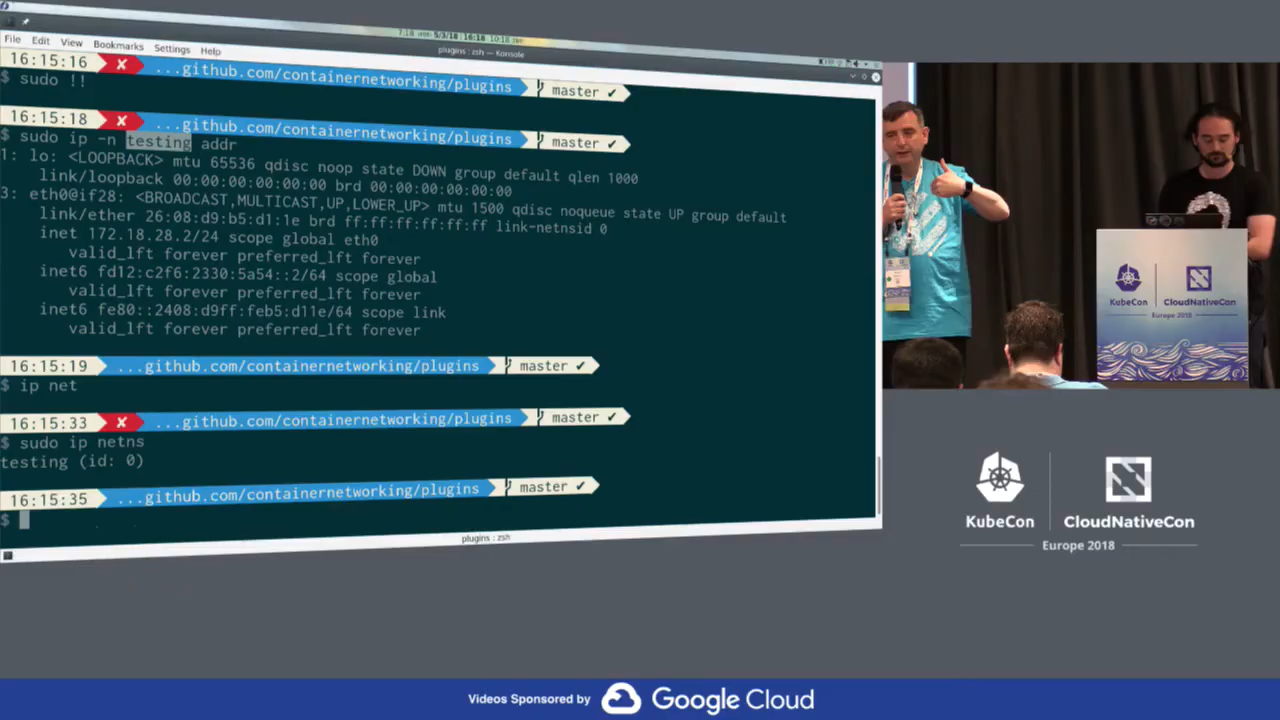 7:18 5/3/18 16:18 10:18
plugins : zsh — Konsole
File Edit View Bookmarks Settings Help
16:15:16 ✘ ...github.com/containernetworking/plugins master ✔
$ sudo !!
16:15:18 ✘ ...github.com/containernetworking/plugins master ✔
$ sudo ip -n testing addr
1: lo: <LOOPBACK> mtu 65536 qdisc noop state DOWN group default qlen 1000
link/loopback 00:00:00:00:00:00 brd 00:00:00:00:00:00
3: eth0@if28: <BROADCAST,MULTICAST,UP,LOWER_UP> mtu 1500 qdisc noqueue state UP group default
link/ether 26:08:d9:b5:d1:1e brd ff:ff:ff:ff:ff:ff link-netnsid 0
inet 172.18.28.2/24 scope global eth0
valid_lft forever preferred_lft forever
inet6 fd12:c2f6:2330:5a54::2/64 scope global
valid_lft forever preferred_lft forever
inet6 fe80::2408:d9ff:feb5:d11e/64 scope link
valid_lft forever preferred_lft forever
16:15:19 ...github.com/containernetworking/plugins master ✔
$ ip net
16:15:33 ✘ ...github.com/containernetworking/plugins master ✔
$ sudo ip netns
testing (id: 0)
16:15:35 ...github.com/containernetworking/plugins master ✔
$
plugins : zsh
KubeCon CloudNativeCon
Europe 2018
KubeCon CloudNativeCon
Europe 2018
Videos Sponsored by Google Cloud